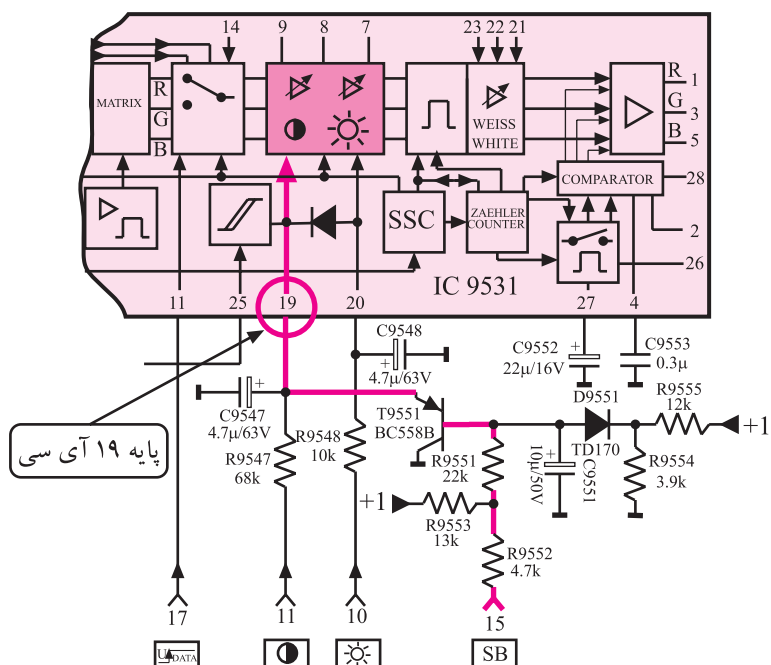 14 9 8 7 23 22 21
MATRIX
R
G
B
WEISS
WHITE
R 1
G 3
B 5
COMPARATOR 28
SSC
ZAEHLER
COUNTER
2
26
IC 9531
11 25 19 20 27 4
C9548
+
4.7µ/63V
C9552
+
22µ/16V
C9553
0.3µ
+
C9547
4.7µ/63V
T9551
BC558B
D9551
TD170
R9555
12k
+1
پایه ۱۹ آی سی
R9547
68k
R9548
10k
R9551
22k
+
10µ/50V
C9551
R9554
3.9k
+1
R9553
13k
R9552
4.7k
17 11 10 15
U DATA
SB